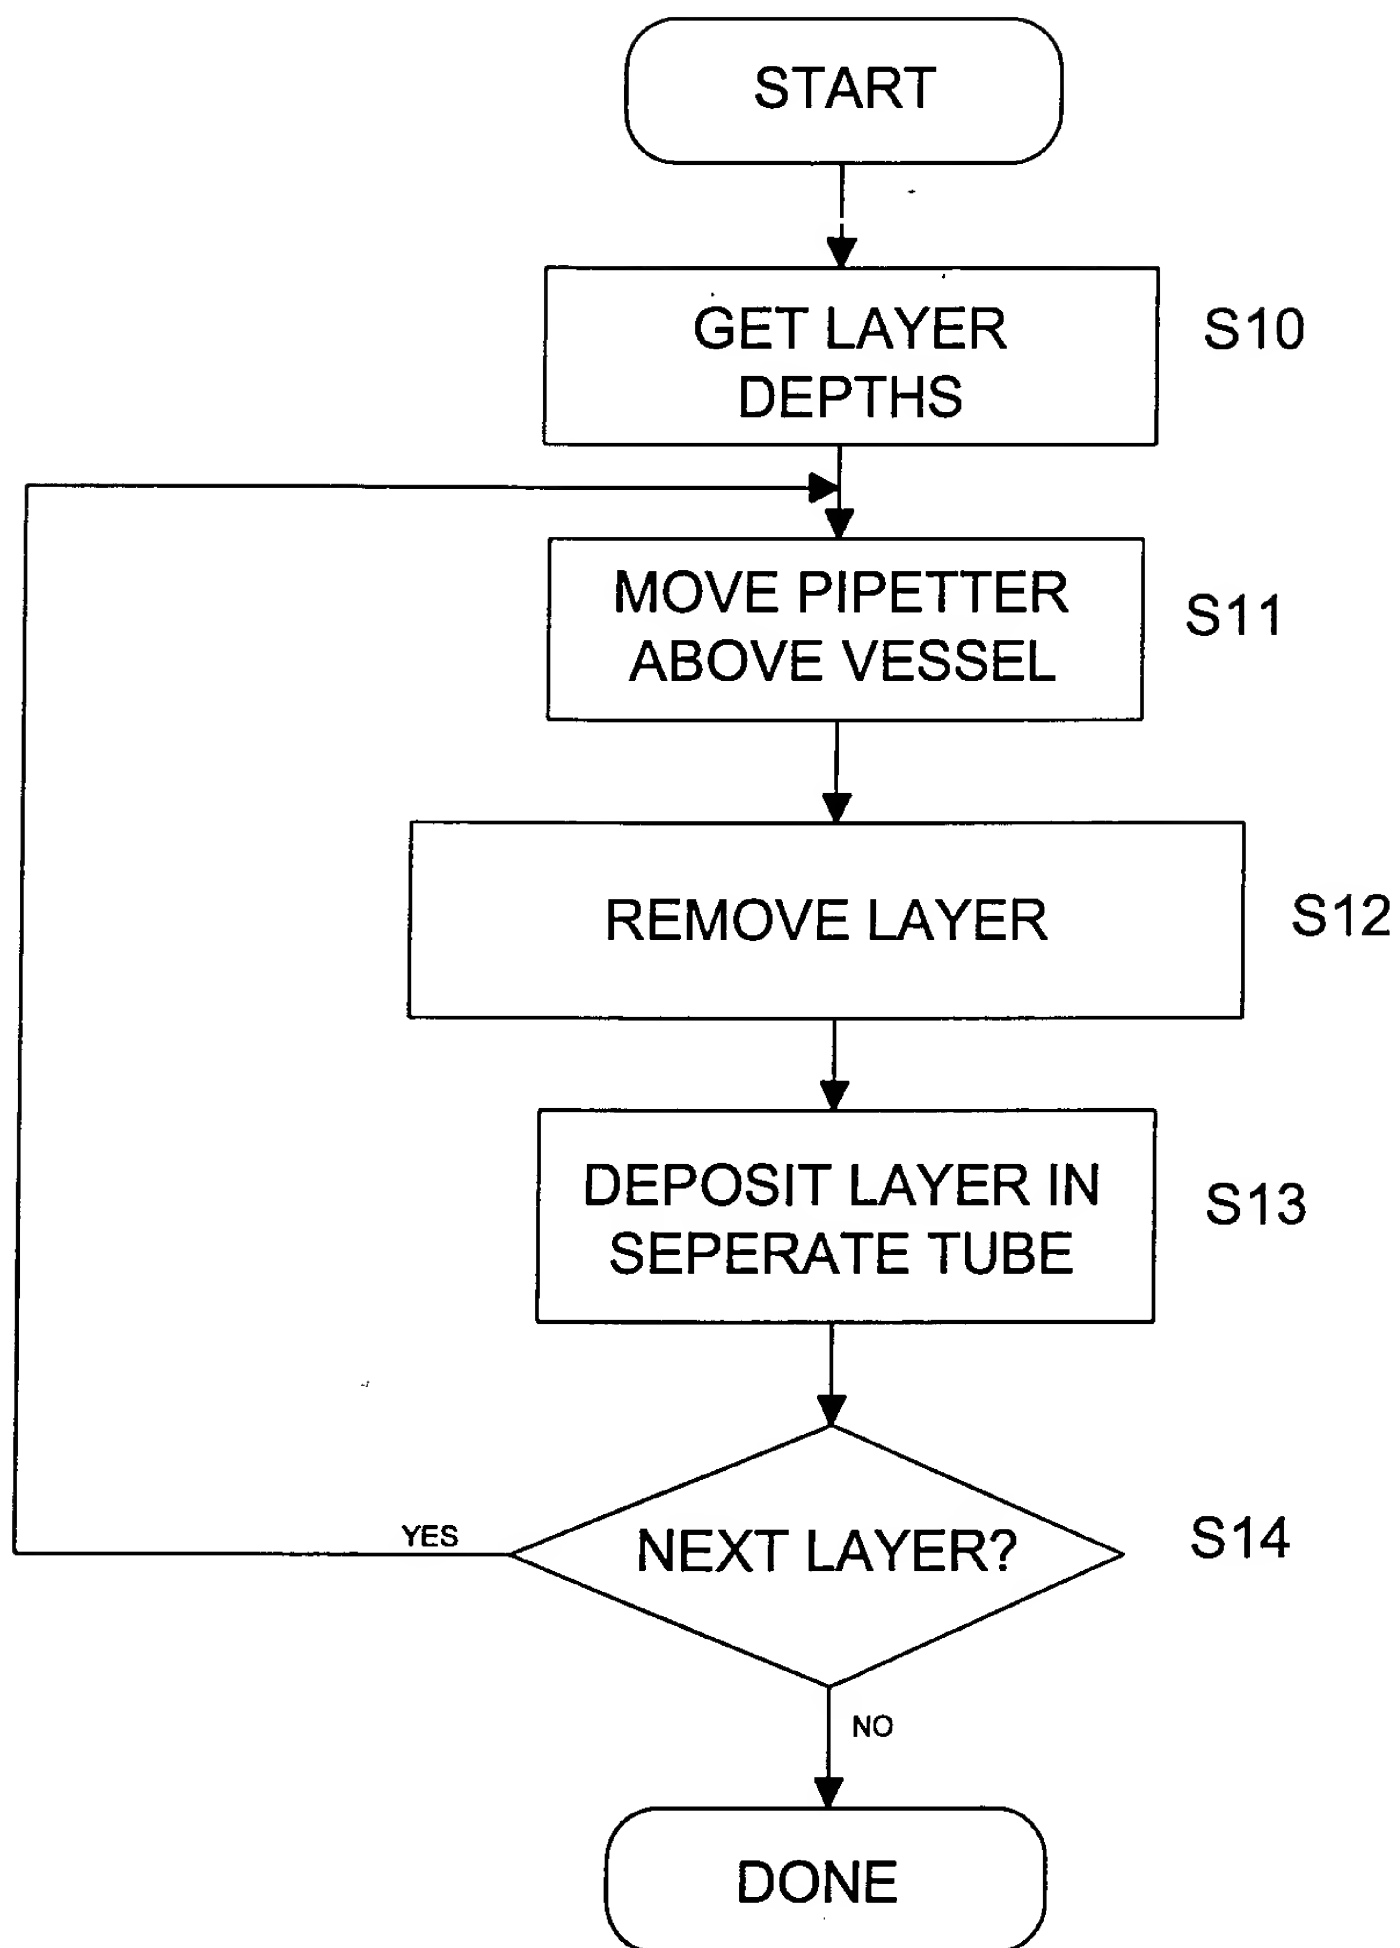 START
GET LAYER
DEPTHS
S10
MOVE PIPETTER
ABOVE VESSEL
S11
REMOVE LAYER
S12
DEPOSIT LAYER IN
SEPERATE TUBE
S13
NEXT LAYER?
S14
YES
NO
DONE